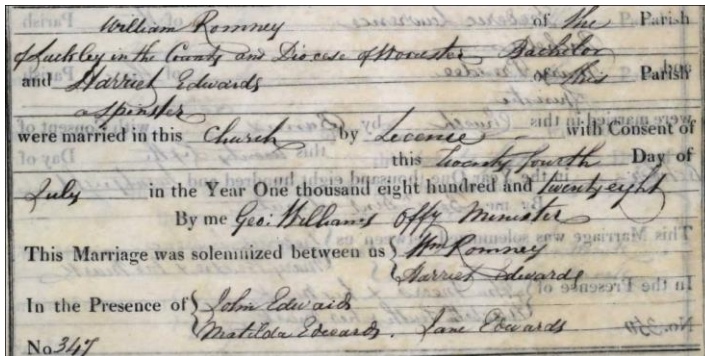 William Romney of the Parish
of Luckley in the County and Diocese of Worcester Bachelor
and Harriet Edwards of this Parish
a Spinster
were married in this Church by Licence with Consent of
this twenty fourth Day of
July in the Year One thousand eight hundred and twenty eight
By me Geo: Williams Offg Minister
This Marriage was solemnized between us { Wm Romney
Harriet Edwards
In the Presence of { John Edwards
Matilda Edwards. Jane Edwards
No. 347